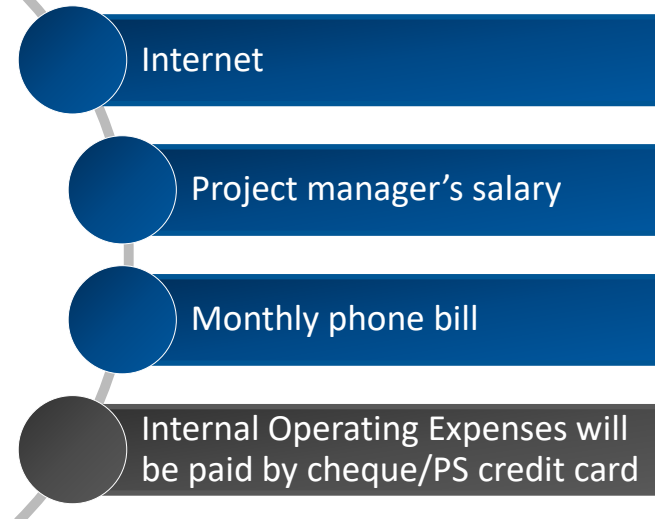 Internet
Project manager’s salary
Monthly phone bill
Internal Operating Expenses will
be paid by cheque/PS credit card